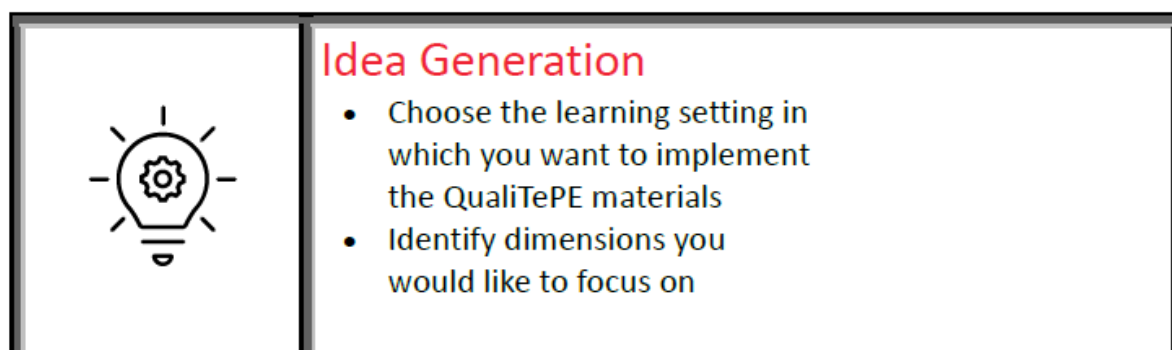 Idea Generation
• Choose the learning setting in
which you want to implement
the QualiTePE materials
• Identify dimensions you
would like to focus on